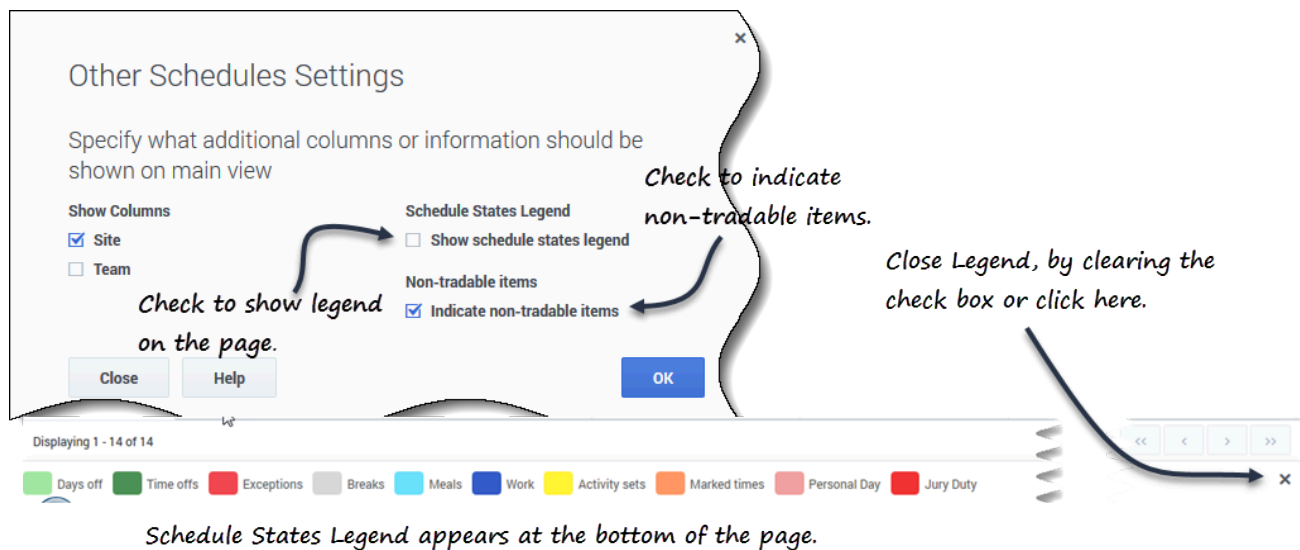 ×
Other Schedules Settings
Specify what additional columns or information should be
shown on main view
Show Columns
Site
Team
Schedule States Legend
Show schedule states legend
Non-tradable items
Indicate non-tradable items
Check to show legend
on the page.
Check to indicate
non-tradable items.
Close Legend, by clearing the
check box or click here.
Close
Help
OK
Displaying 1 - 14 of 14
« ‹ › »
Days off Time offs Exceptions Breaks Meals Work Activity sets Marked times Personal Day Jury Duty ×
Schedule States Legend appears at the bottom of the page.